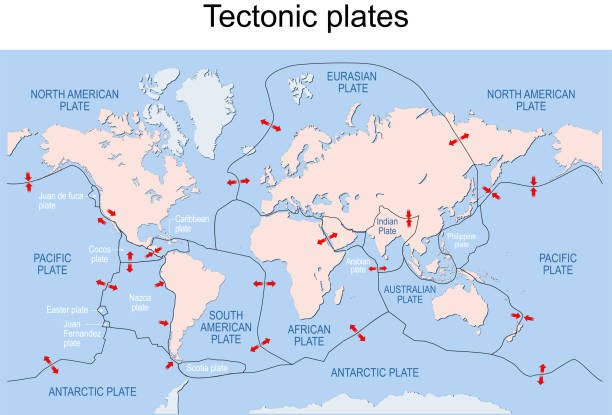 Tectonic plates
EURASIAN
PLATE
NORTH AMERICAN
PLATE
NORTH AMERICAN
PLATE
Juan de fuca
plate
Caribbean
plate
Indian
Plate
Philippine
plate
Cocos
plate
PACIFIC
PLATE
Arabian
plate
PACIFIC
PLATE
AUSTRALIAN
PLATE
Nazca
plate
Easter plate
SOUTH
AMERICAN
PLATE
AFRICAN
PLATE
Juan
Fernandez
plate
Scotia plate
ANTARCTIC PLATE
ANTARCTIC PLATE